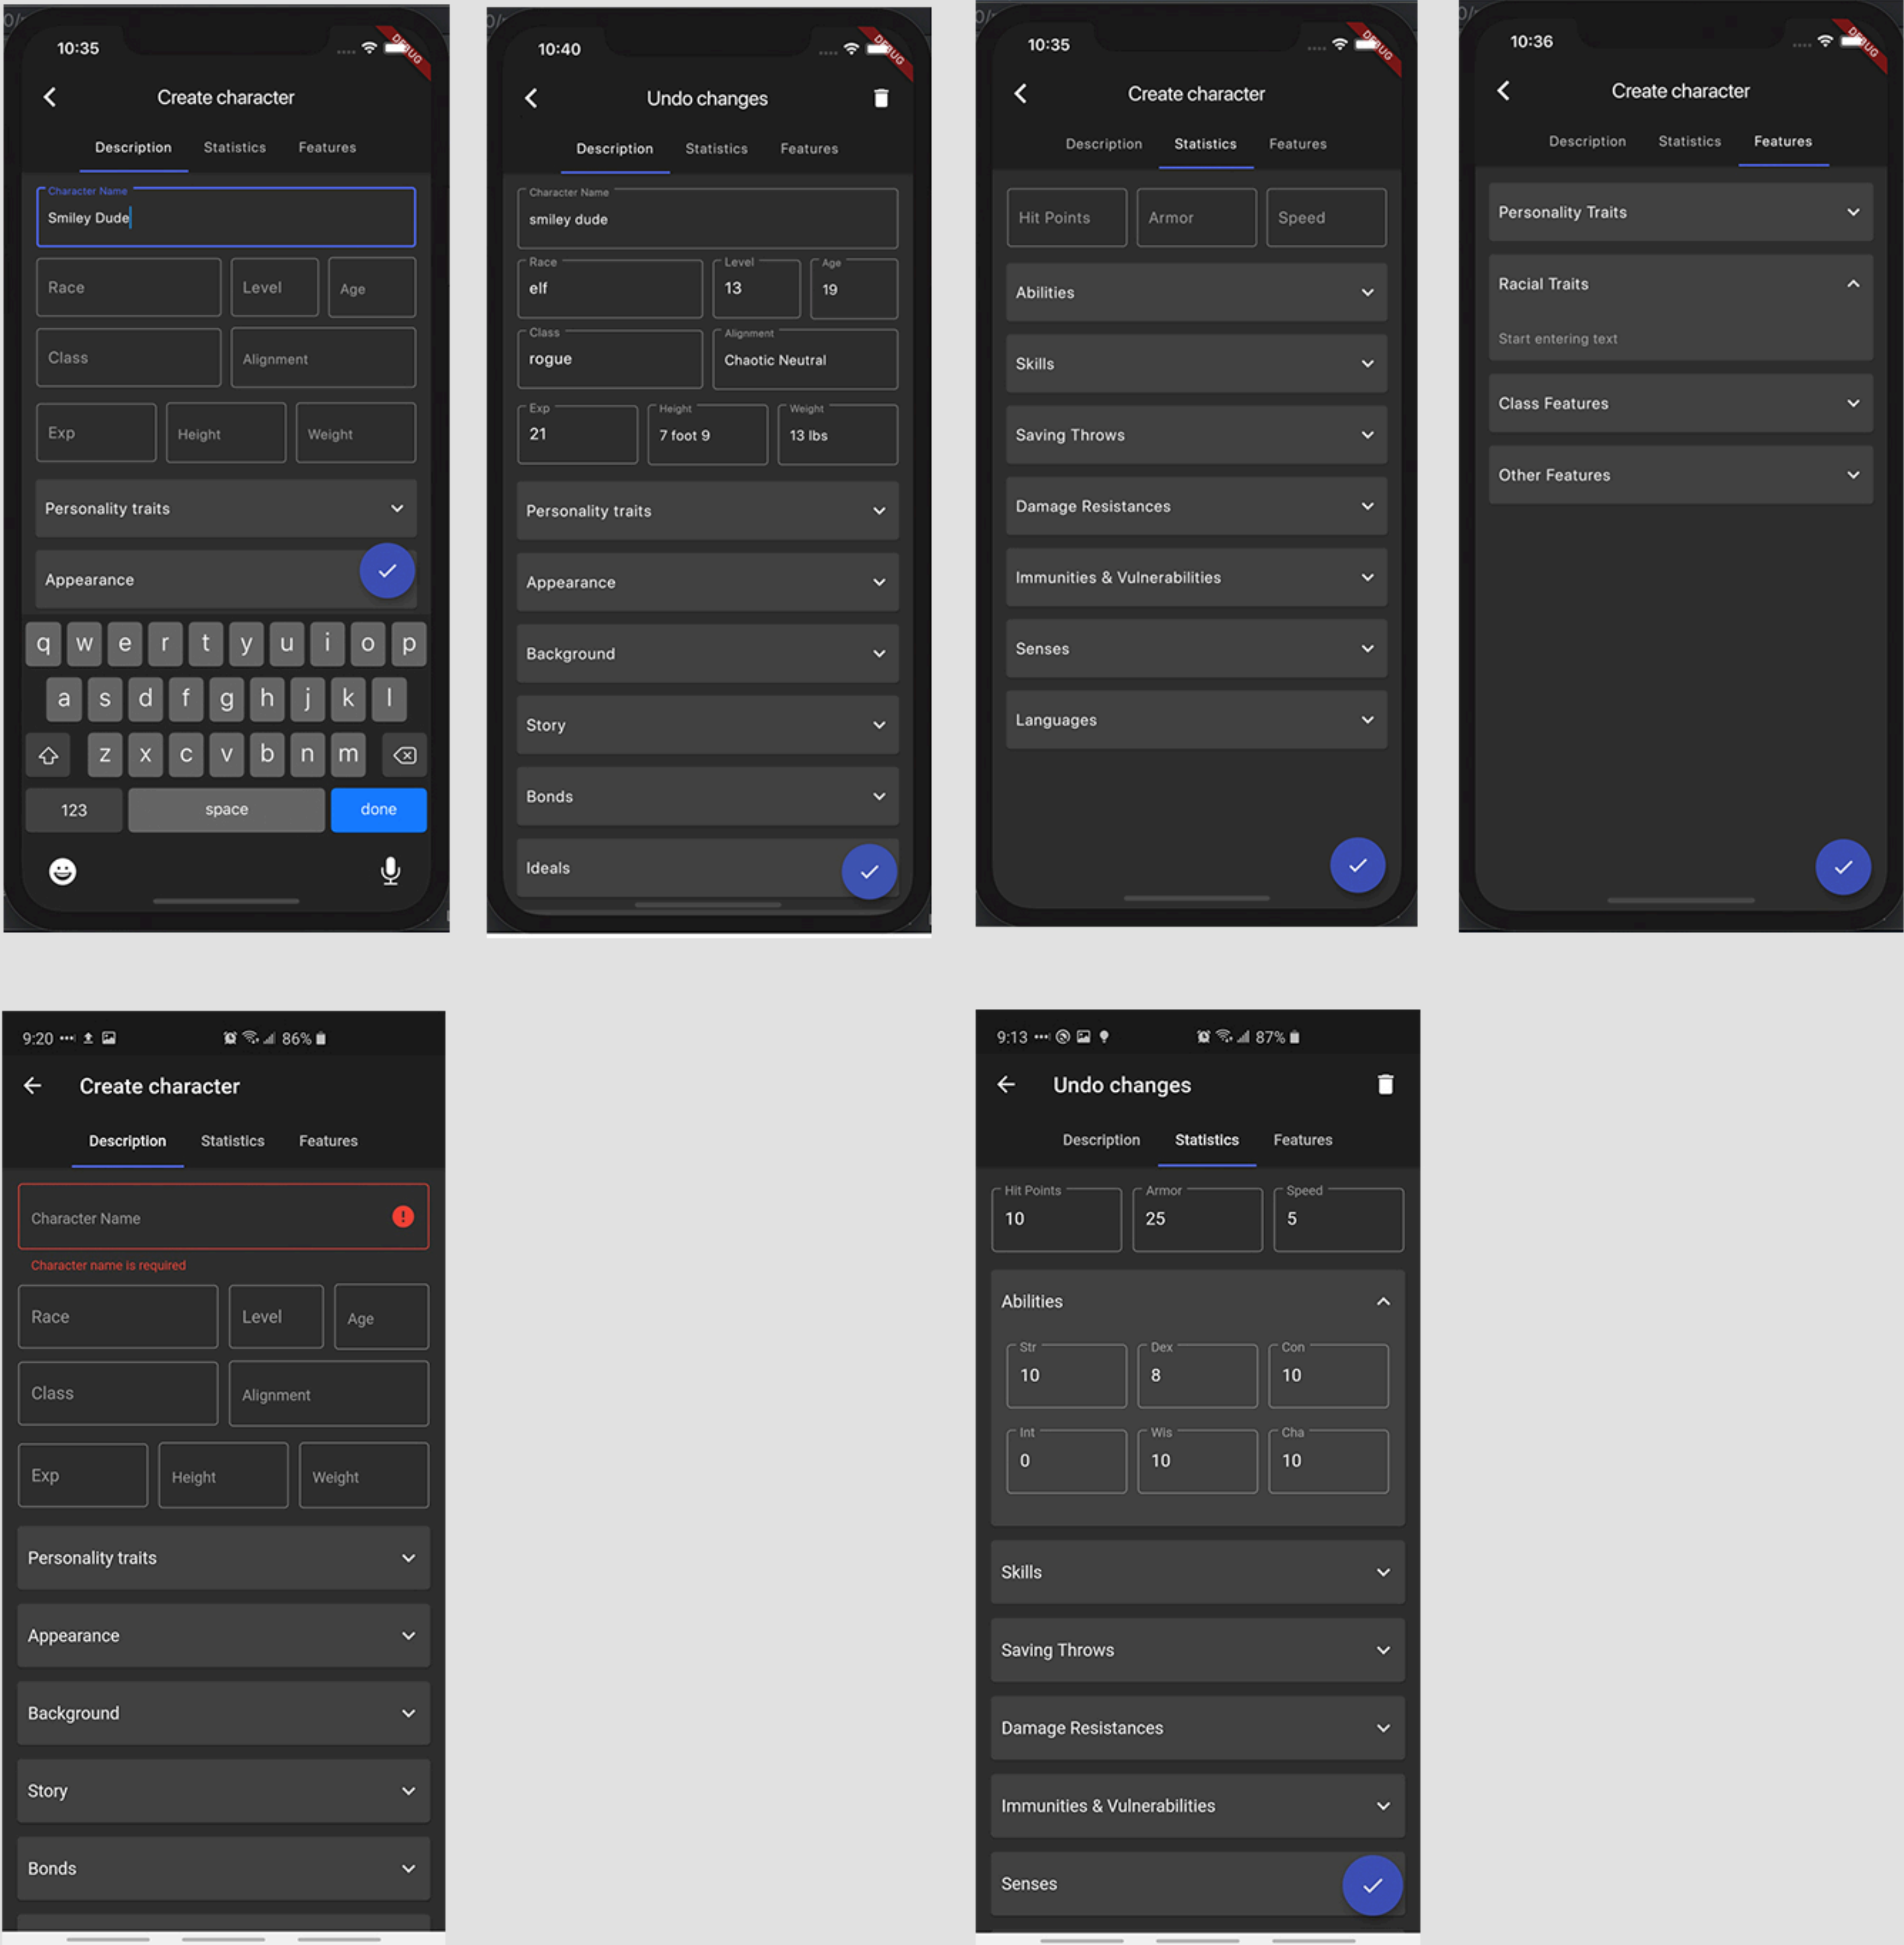 10:35
DEBUG
Create character
Description Statistics Features
Character Name
Smiley Dude
Race Level Age
Class Alignment
Exp Height Weight
Personality traits
Appearance
q w e r t y u i o p
a s d f g h j k l
z x c v b n m
123 space done
10:40
DEBUG
Undo changes
Description Statistics Features
Character Name
smiley dude
Race Level Age
elf 13 19
Class Alignment
rogue Chaotic Neutral
Exp Height Weight
21 7 foot 9 13 lbs
Personality traits
Appearance
Background
Story
Bonds
Ideals
10:35
DEBUG
Create character
Description Statistics Features
Hit Points Armor Speed
Abilities
Skills
Saving Throws
Damage Resistances
Immunities & Vulnerabilities
Senses
Languages
10:36
DEBUG
Create character
Description Statistics Features
Personality Traits
Racial Traits
Start entering text
Class Features
Other Features
9:20 86%
Create character
Description Statistics Features
Character Name
Character name is required
Race Level Age
Class Alignment
Exp Height Weight
Personality traits
Appearance
Background
Story
Bonds
9:13 87%
Undo changes
Description Statistics Features
Hit Points Armor Speed
10 25 5
Abilities
Str Dex Con
10 8 10
Int Wis Cha
0 10 10
Skills
Saving Throws
Damage Resistances
Immunities & Vulnerabilities
Senses